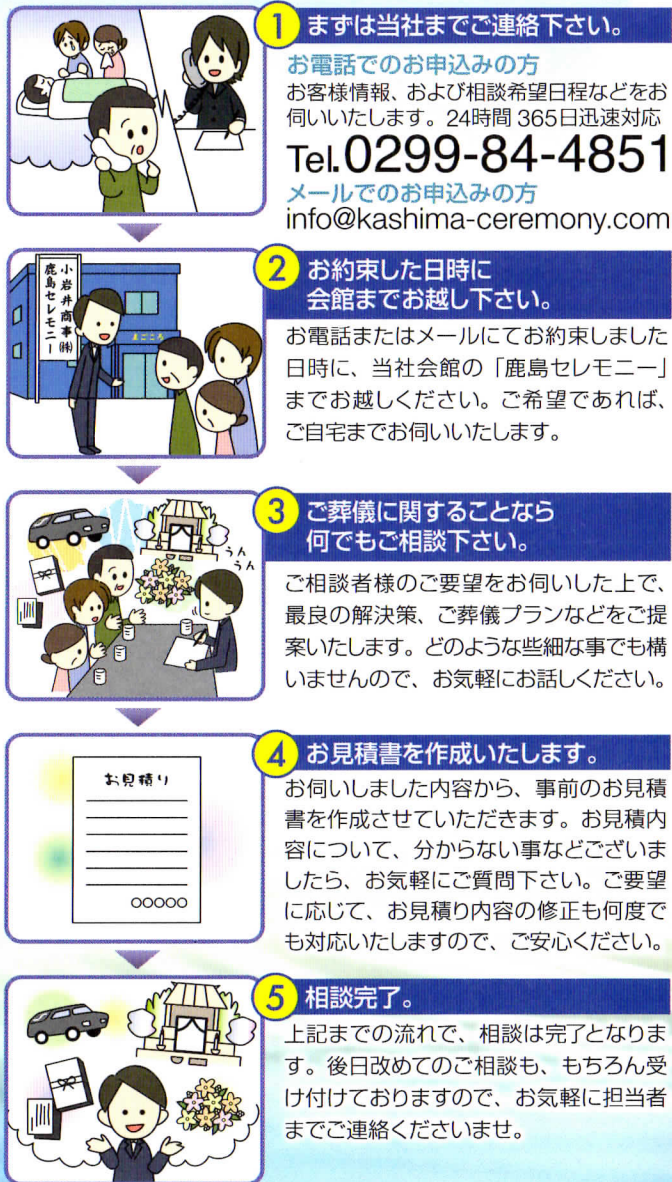 1 まずは当社までご連絡下さい。
お電話でのお申込みの方
お客様情報、および相談希望日程などをお
伺いいたします。24時間 365日迅速対応
Tel.0299-84-4851
メールでのお申込みの方
info@kashima-ceremony.com
小岩井商事㈱
鹿島セレモニー
まごころ
2 お約束した日時に
会館までお越し下さい。
お電話またはメールにてお約束しました
日時に、当社会館の「鹿島セレモニー」
までお越しください。ご希望であれば、
ご自宅までお伺いいたします。
うん
うん
3 ご葬儀に関することなら
何でもご相談下さい。
ご相談者様のご要望をお伺いした上で、
最良の解決策、ご葬儀プランなどをご提
案いたします。どのような些細な事でも構
いませんので、お気軽にお話しください。
お見積り
○○○○○
4 お見積書を作成いたします。
お伺いしました内容から、事前のお見積
書を作成させていただきます。お見積内
容について、分からない事などございま
したら、お気軽にご質問下さい。ご要望
に応じて、お見積り内容の修正も何度で
も対応いたしますので、ご安心ください。
5 相談完了。
上記までの流れで、相談は完了となりま
す。後日改めてのご相談も、もちろん受
け付けておりますので、お気軽に担当者
までご連絡くださいませ。